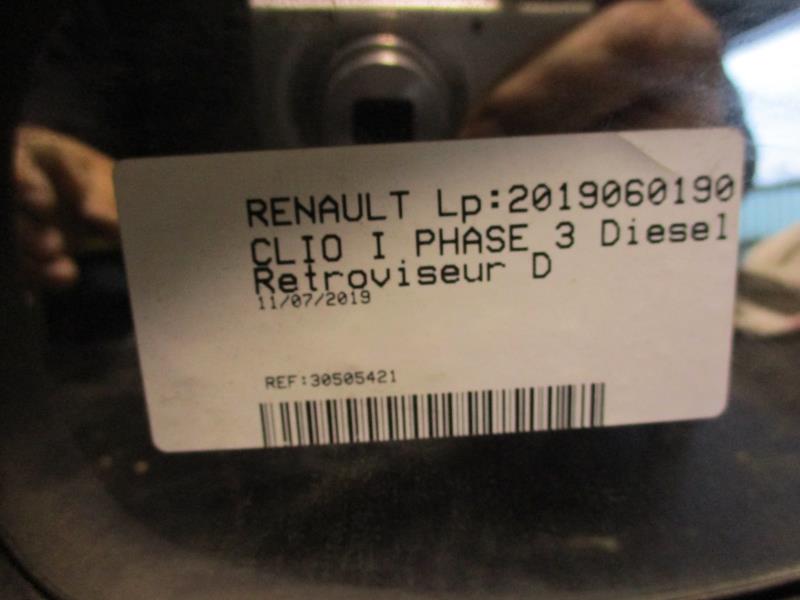 RENAULT Lp:2019060190
CLIO I PHASE 3 Diesel
Retroviseur D
11/07/2019
REF:30505421